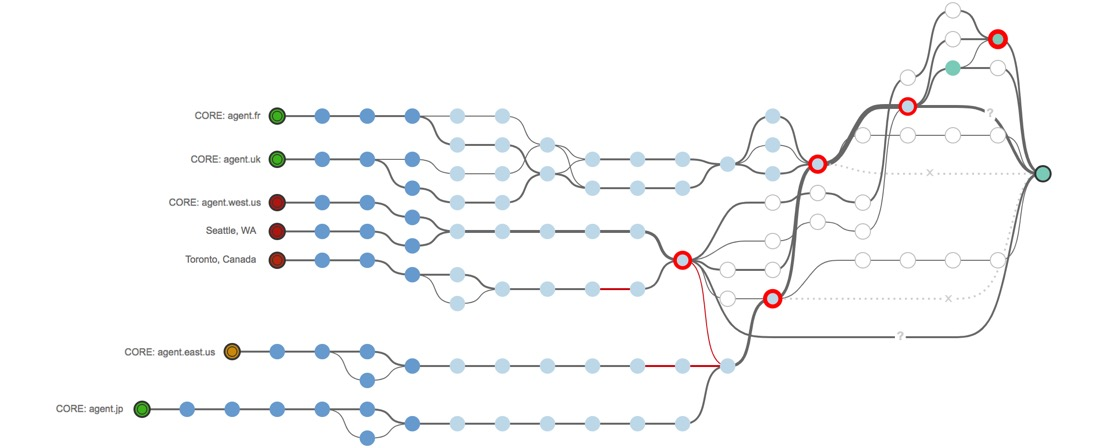 CORE: agent.fr
?
CORE: agent.uk
x
CORE: agent.west.us
Seattle, WA
Toronto, Canada
x
?
CORE: agent.east.us
CORE: agent.jp